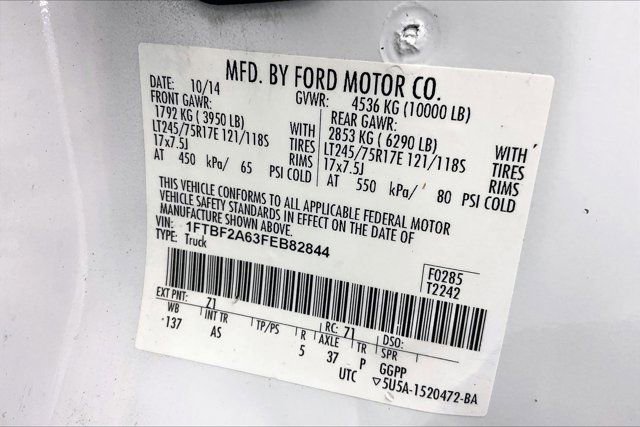 MFD. BY FORD MOTOR CO.
DATE: 10/14 GVWR: 4536 KG (10000 LB)
FRONT GAWR: REAR GAWR:
1792 KG ( 3950 LB) WITH 2853 KG ( 6290 LB) WITH
LT245/75R17E 121/118S TIRES LT245/75R17E 121/118S TIRES
17x7.5J RIMS 17x7.5J RIMS
AT 450 kPa/ 65 PSI COLD AT 550 kPa/ 80 PSI COLD
THIS VEHICLE CONFORMS TO ALL APPLICABLE FEDERAL MOTOR
VEHICLE SAFETY STANDARDS IN EFFECT ON THE DATE OF
MANUFACTURE SHOWN ABOVE.
VIN: 1FTBF2A63FEB82844
TYPE: Truck
F0285
T2242
EXT PNT: Z1 RC: 71 DSO:
WB INT TR TP/PS R AXLE TR SPR
137 AS 5 37 P GGPP
UTC ▽5U5A-1520472-BA